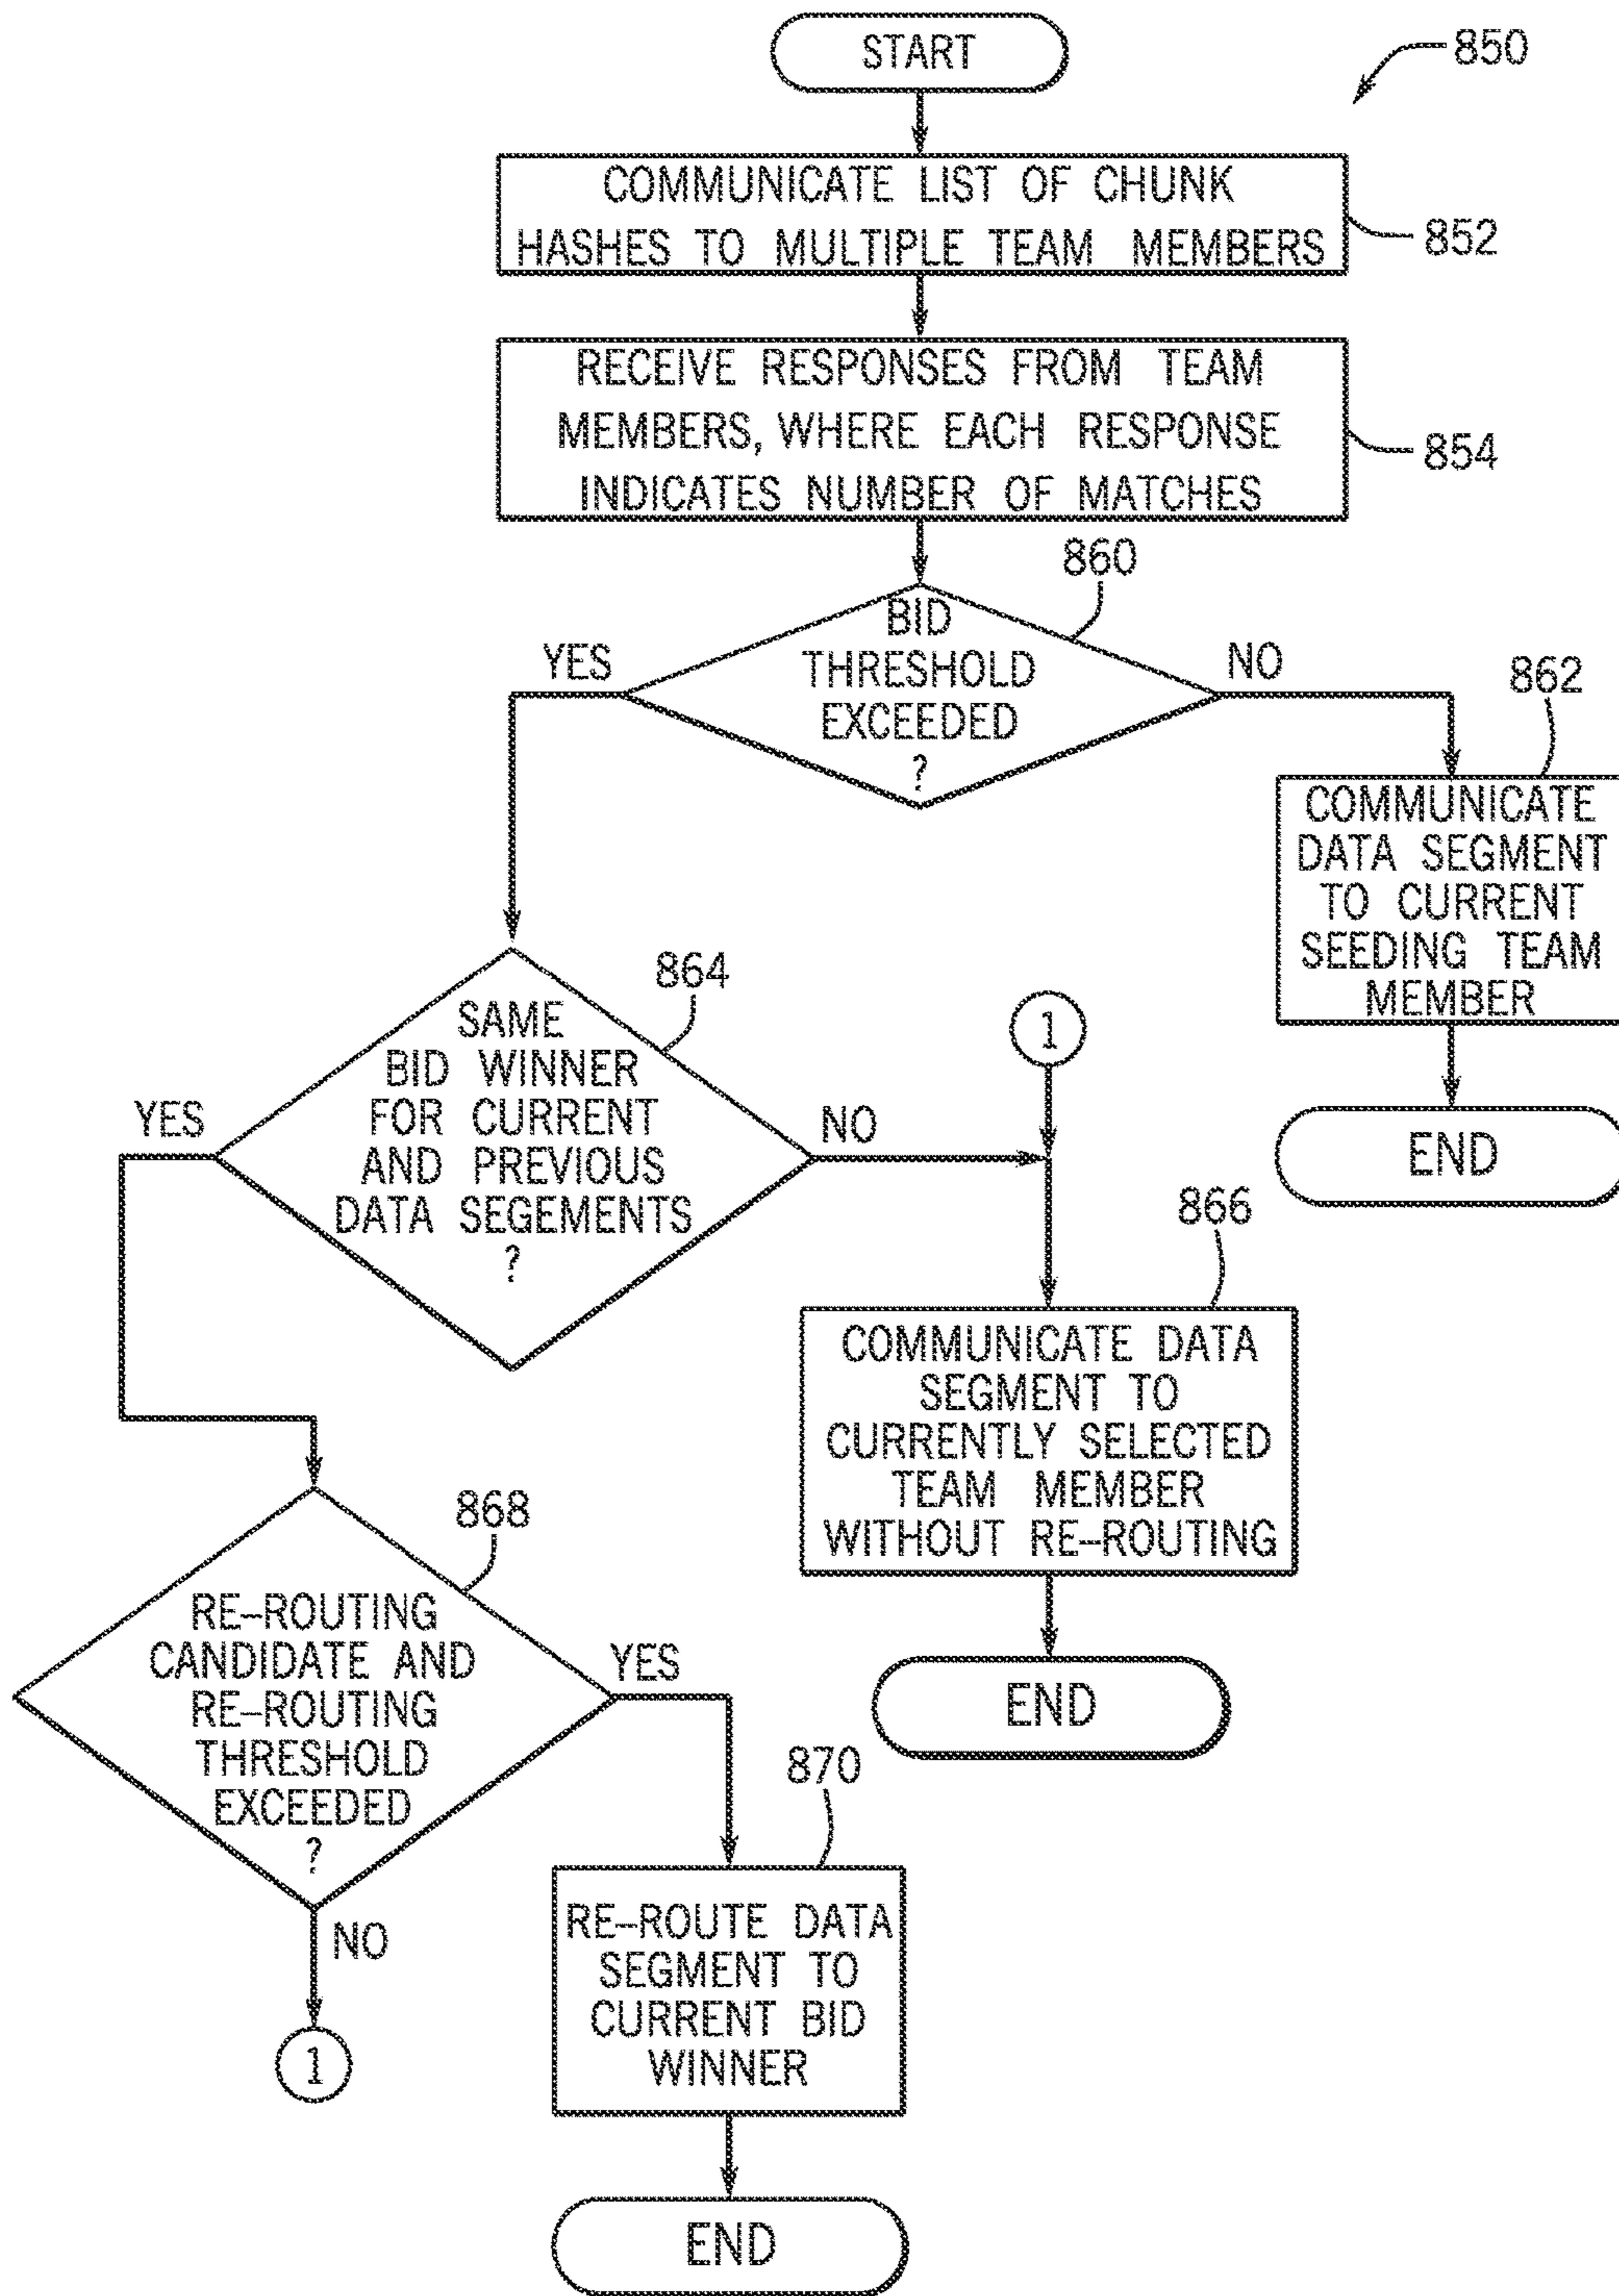 START
850
COMMUNICATE LIST OF CHUNK
HASHES TO MULTIPLE TEAM MEMBERS
852
RECEIVE RESPONSES FROM TEAM
MEMBERS, WHERE EACH RESPONSE
INDICATES NUMBER OF MATCHES
854
860
BID
THRESHOLD
EXCEEDED
?
YES
NO
862
COMMUNICATE
DATA SEGMENT
TO CURRENT
SEEDING TEAM
MEMBER
END
864
SAME
BID WINNER
FOR CURRENT
AND PREVIOUS
DATA SEGEMENTS
?
YES
NO
1
866
COMMUNICATE DATA
SEGMENT TO
CURRENTLY SELECTED
TEAM MEMBER
WITHOUT RE-ROUTING
END
868
RE-ROUTING
CANDIDATE AND
RE-ROUTING
THRESHOLD
EXCEEDED
?
YES
NO
1
870
RE-ROUTE DATA
SEGMENT TO
CURRENT BID
WINNER
END